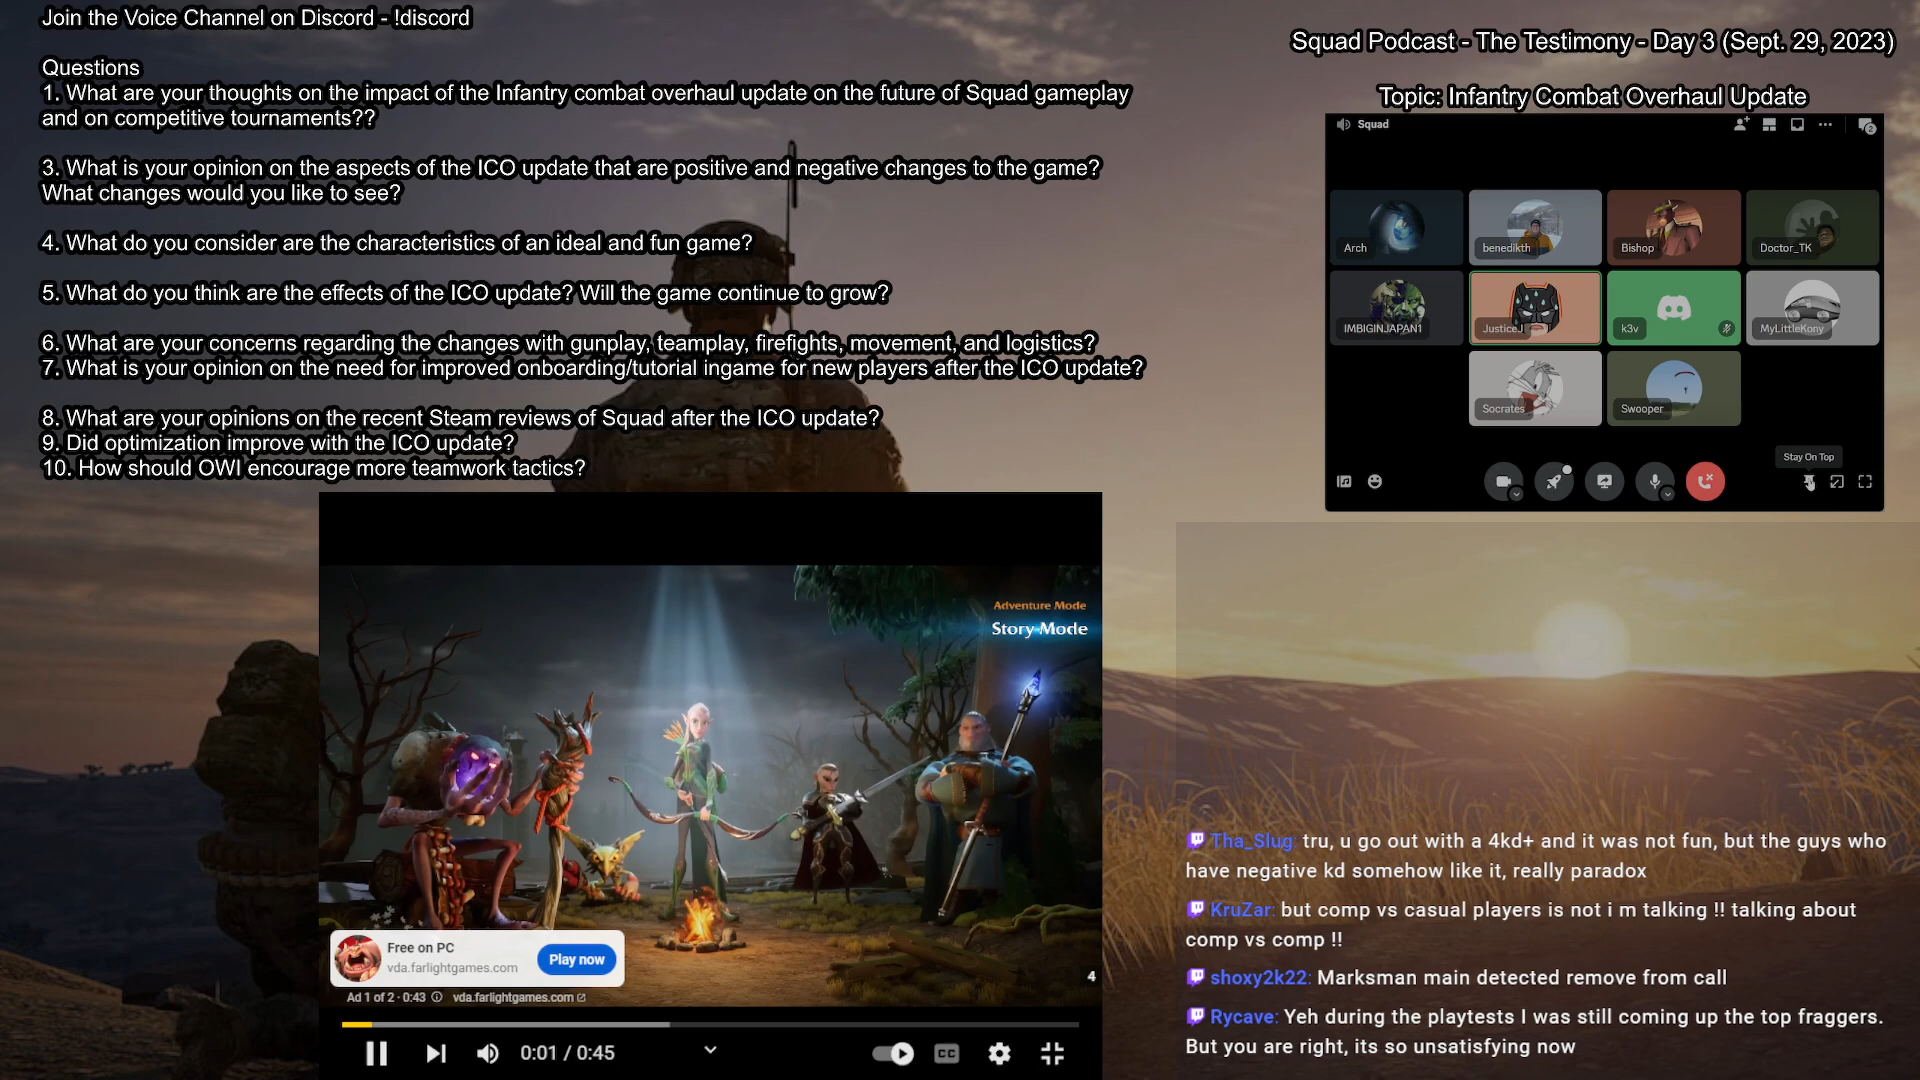 Join the Voice Channel on Discord - !discord
Questions
1. What are your thoughts on the impact of the Infantry combat overhaul update on the future of Squad gameplay
and on competitive tournaments??
3. What is your opinion on the aspects of the ICO update that are positive and negative changes to the game?
What changes would you like to see?
4. What do you consider are the characteristics of an ideal and fun game?
5. What do you think are the effects of the ICO update? Will the game continue to grow?
6. What are your concerns regarding the changes with gunplay, teamplay, firefights, movement, and logistics?
7. What is your opinion on the need for improved onboarding/tutorial ingame for new players after the ICO update?
8. What are your opinions on the recent Steam reviews of Squad after the ICO update?
9. Did optimization improve with the ICO update?
10. How should OWI encourage more teamwork tactics?
Squad Podcast - The Testimony - Day 3 (Sept. 29, 2023)
Topic: Infantry Combat Overhaul Update
Squad
2
Arch
benedikth
Bishop
Doctor_TK
IMBIGINJAPAN1
JusticeJ
k3v
MyLittleKony
Socrates
Swooper
Stay On Top
Adventure Mode
Story Mode
Free on PC
vda.farlightgames.com
Play now
4
Ad 1 of 2 · 0:43
vda.farlightgames.com
0:01 / 0:45
CC
Tha_Slug: tru, u go out with a 4kd+ and it was not fun, but the guys who
have negative kd somehow like it, really paradox
KruZar: but comp vs casual players is not i m talking !! talking about
comp vs comp !!
shoxy2k22: Marksman main detected remove from call
Rycave: Yeh during the playtests I was still coming up the top fraggers.
But you are right, its so unsatisfying now